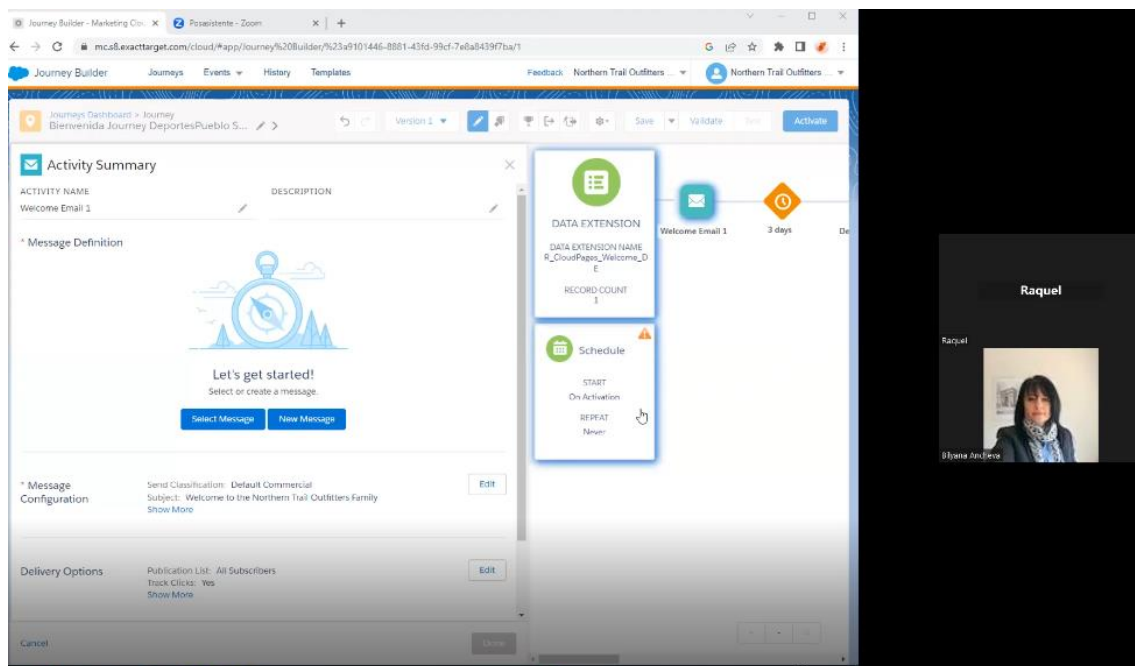 Journey Builder - Marketing Clou
Posasistente - Zoom
mc.s8.exacttarget.com/cloud/#app/Journey%20Builder/%23a9101446-8881-43fd-99cf-7e8a8439f7ba/1
Journey Builder Journeys Events History Templates Feedback Northern Trail Outfitters ... Northern Trail Outfitters ...
Journeys Dashboard > Journey
Bienvenida Journey DeportesPueblo S...
Version 1 Save Validate Activate
Activity Summary
ACTIVITY NAME DESCRIPTION
Welcome Email 1
* Message Definition
Let's get started!
Select or create a message.
Select Message New Message
* Message Configuration
Send Classification: Default Commercial
Subject: Welcome to the Northern Trail Outfitters Family
Show More
Edit
Delivery Options
Publication List: All Subscribers
Track Clicks: Yes
Show More
Edit
Cancel Done
DATA EXTENSION
DATA EXTENSION NAME
R_CloudPages_Welcome_D
E
RECORD COUNT
1
Schedule
START
On Activation
REPEAT
Never
Welcome Email 1
3 days
De
Raquel
Raquel
Bilyana Andreeva